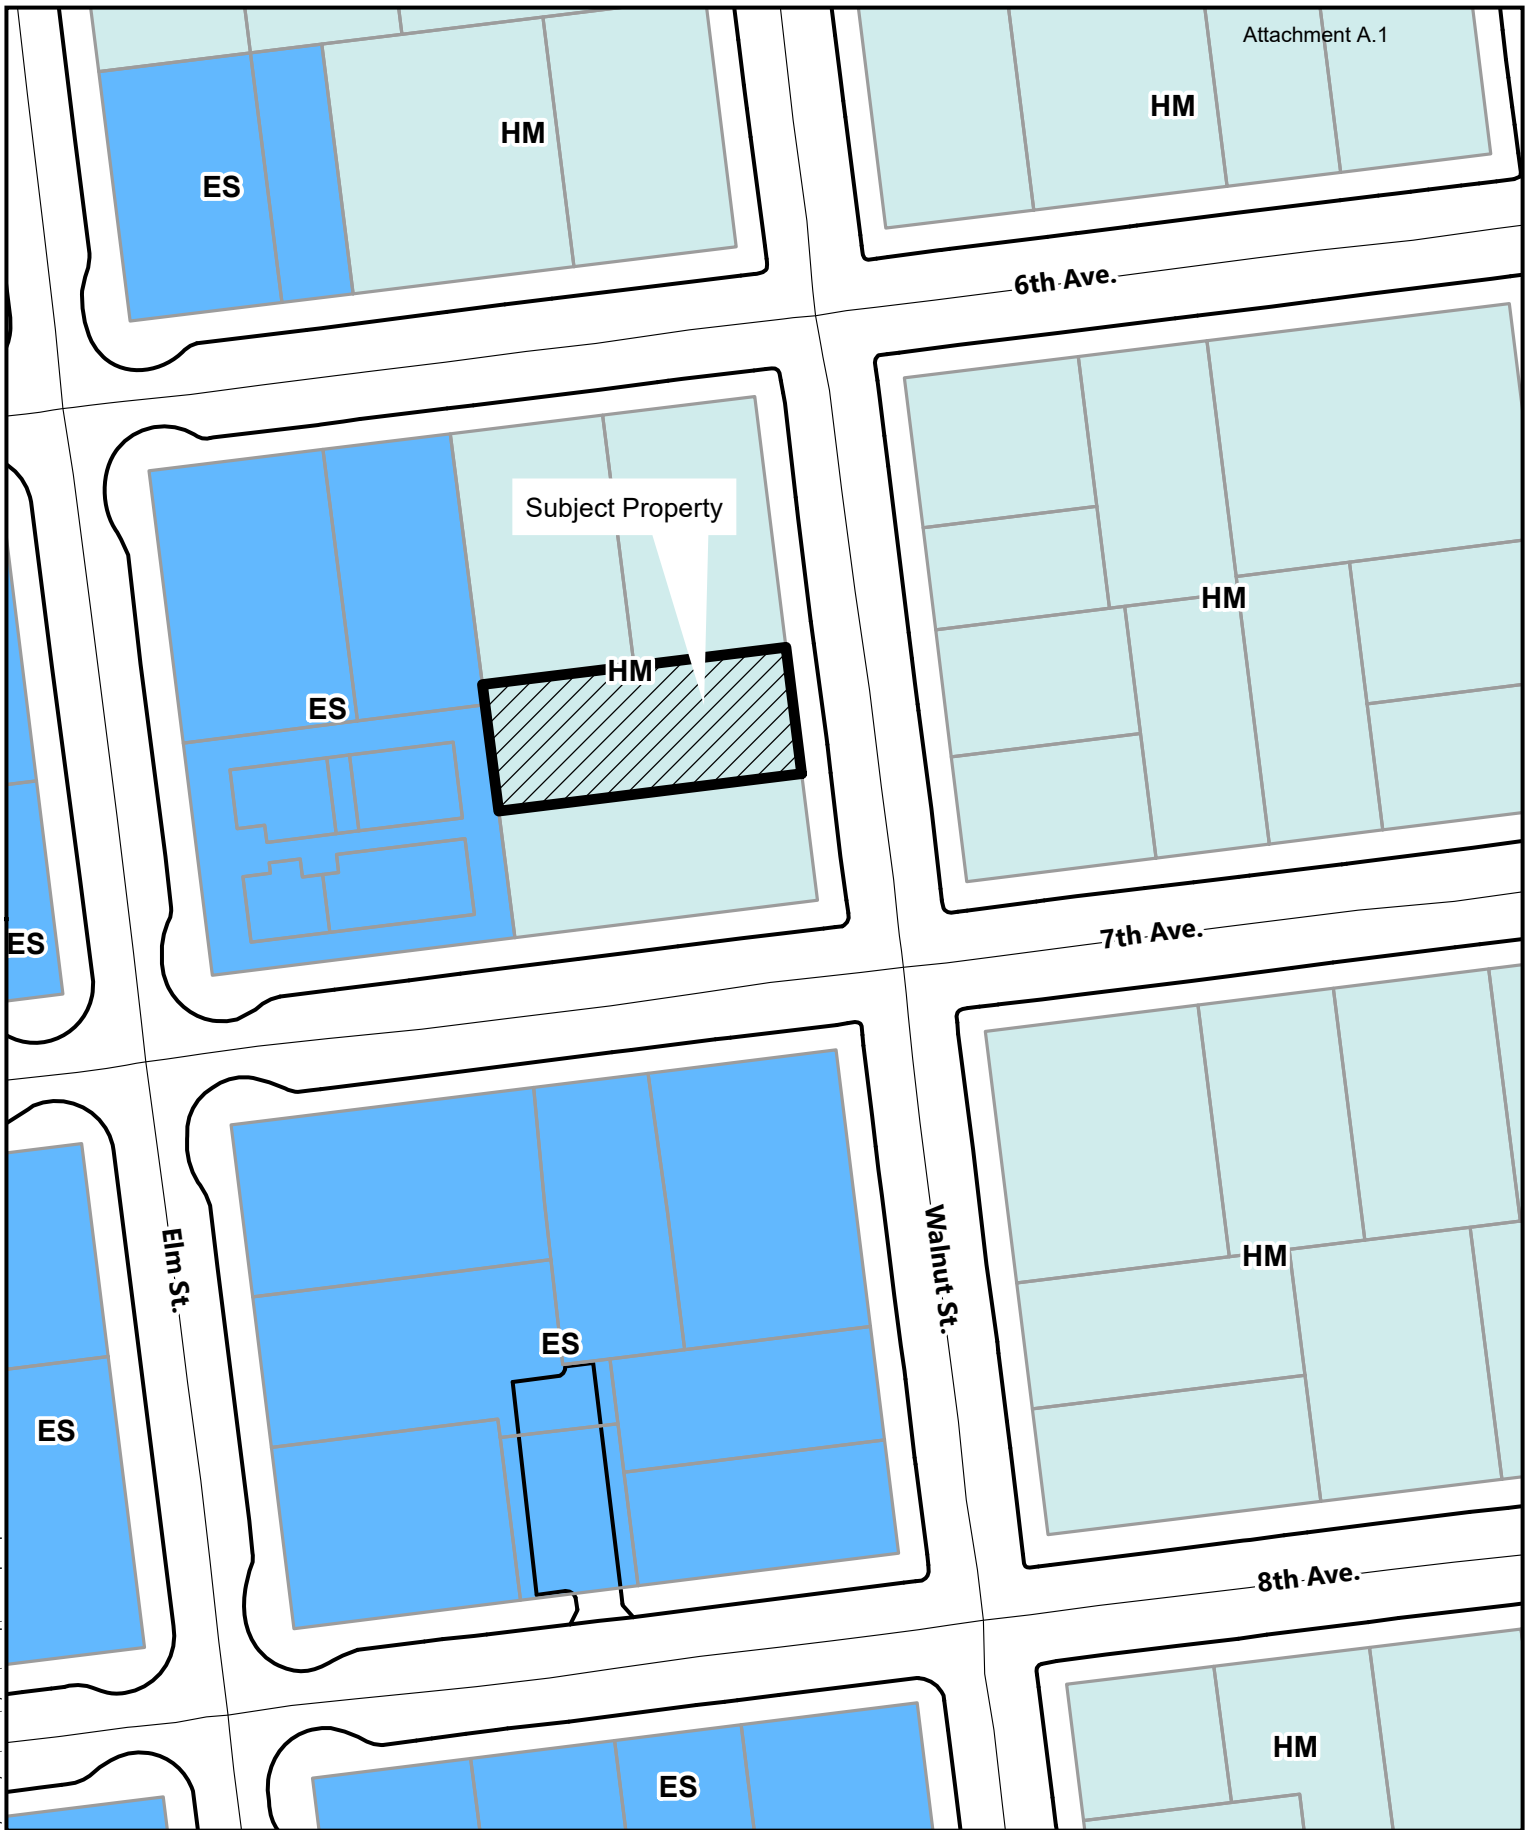 Attachment A.1
HM
HM
ES
6th Ave.
Subject Property
HM
HM
ES
7th Ave.
ES
Elm St.
Walnut St.
HM
ES
ES
8th Ave.
HM
ES